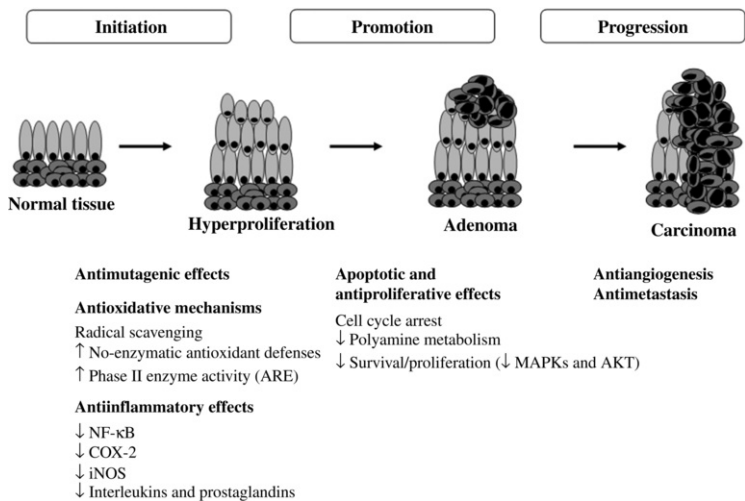 Initiation
Promotion
Progression
Normal tissue
Hyperproliferation
Adenoma
Carcinoma
Antimutagenic effects
Antioxidative mechanisms
Radical scavenging
↑ No-enzymatic antioxidant defenses
↑ Phase II enzyme activity (ARE)
Antiinflammatory effects
↓ NF-κB
↓ COX-2
↓ iNOS
↓ Interleukins and prostaglandins
Apoptotic and
antiproliferative effects
Cell cycle arrest
↓ Polyamine metabolism
↓ Survival/proliferation (↓ MAPKs and AKT)
Antiangiogenesis
Antimetastasis